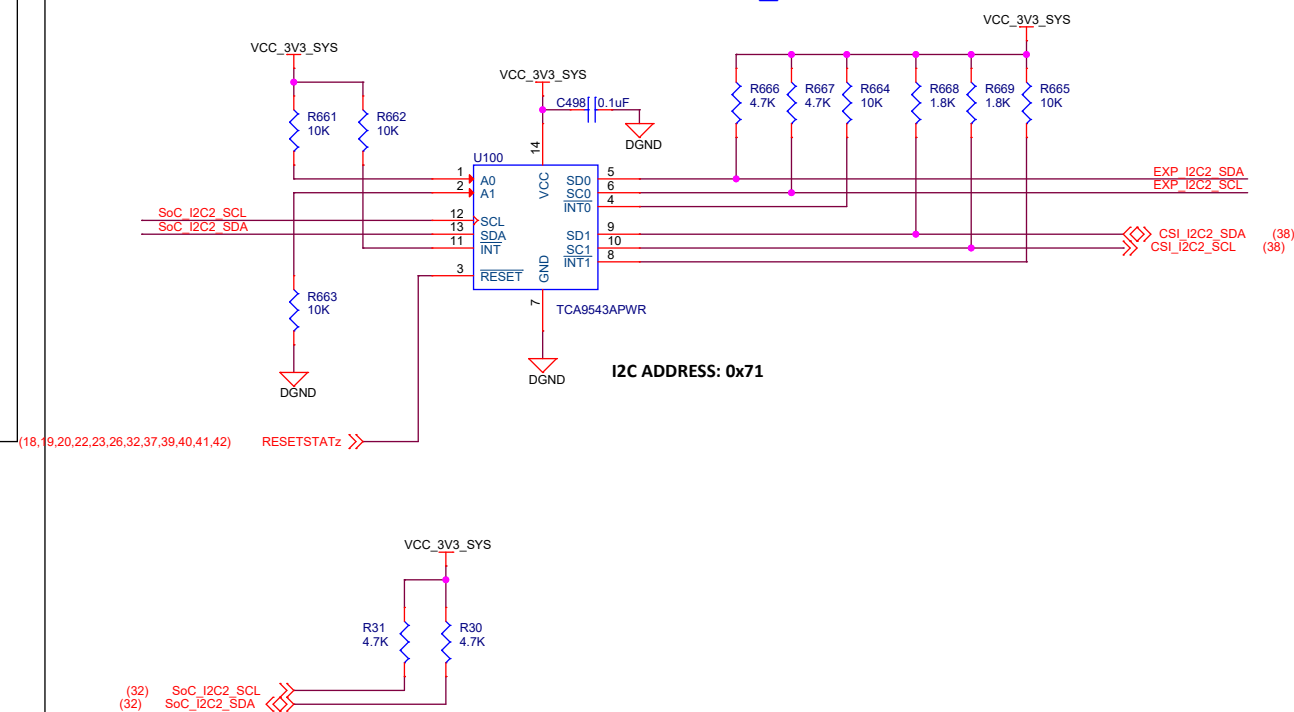 VCC_3V3_SYS
VCC_3V3_SYS
VCC_3V3_SYS
R661
10K
R662
10K
C498
0.1uF
DGND
R666
4.7K
R667
4.7K
R664
10K
R668
1.8K
R669
1.8K
R665
10K
U100
14
VCC
1 A0
2 A1
12 SCL
13 SDA
11 INT
3 RESET
SD0 5
SC0 6
INT0 4
SD1 9
SC1 10
INT1 8
GND
7
TCA9543APWR
EXP_I2C2_SDA
EXP_I2C2_SCL
SoC_I2C2_SCL
SoC_I2C2_SDA
CSI_I2C2_SDA (38)
CSI_I2C2_SCL (38)
R663
10K
DGND
DGND
I2C ADDRESS: 0x71
(18,19,20,22,23,26,32,37,39,40,41,42) RESETSTATz
VCC_3V3_SYS
R31
4.7K
R30
4.7K
(32) SoC_I2C2_SCL
(32) SoC_I2C2_SDA